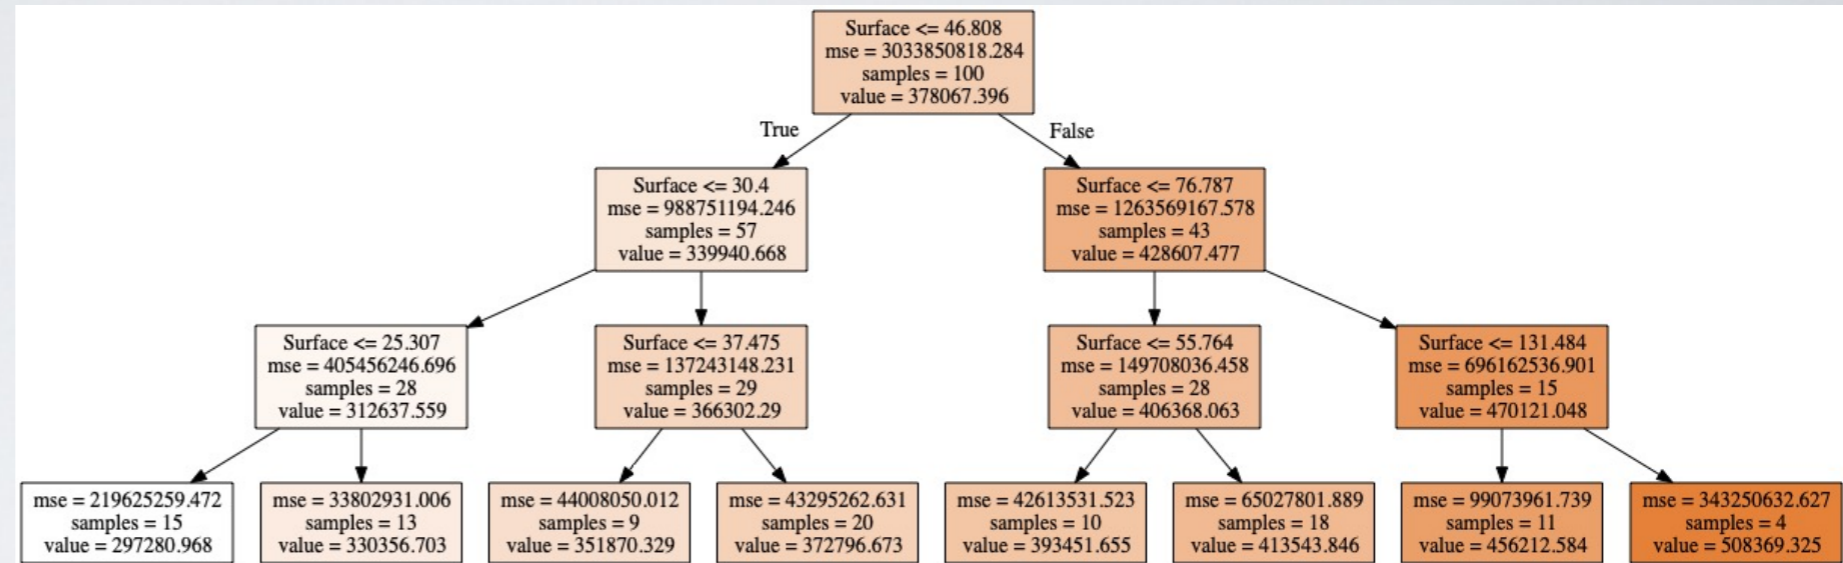 Surface <= 46.808
mse = 3033850818.284
samples = 100
value = 378067.396
True
False
Surface <= 30.4
mse = 988751194.246
samples = 57
value = 339940.668
Surface <= 76.787
mse = 1263569167.578
samples = 43
value = 428607.477
Surface <= 25.307
mse = 405456246.696
samples = 28
value = 312637.559
Surface <= 37.475
mse = 137243148.231
samples = 29
value = 366302.29
Surface <= 55.764
mse = 149708036.458
samples = 28
value = 406368.063
Surface <= 131.484
mse = 696162536.901
samples = 15
value = 470121.048
mse = 219625259.472
samples = 15
value = 297280.968
mse = 33802931.006
samples = 13
value = 330356.703
mse = 44008050.012
samples = 9
value = 351870.329
mse = 43295262.631
samples = 20
value = 372796.673
mse = 42613531.523
samples = 10
value = 393451.655
mse = 65027801.889
samples = 18
value = 413543.846
mse = 99073961.739
samples = 11
value = 456212.584
mse = 343250632.627
samples = 4
value = 508369.325